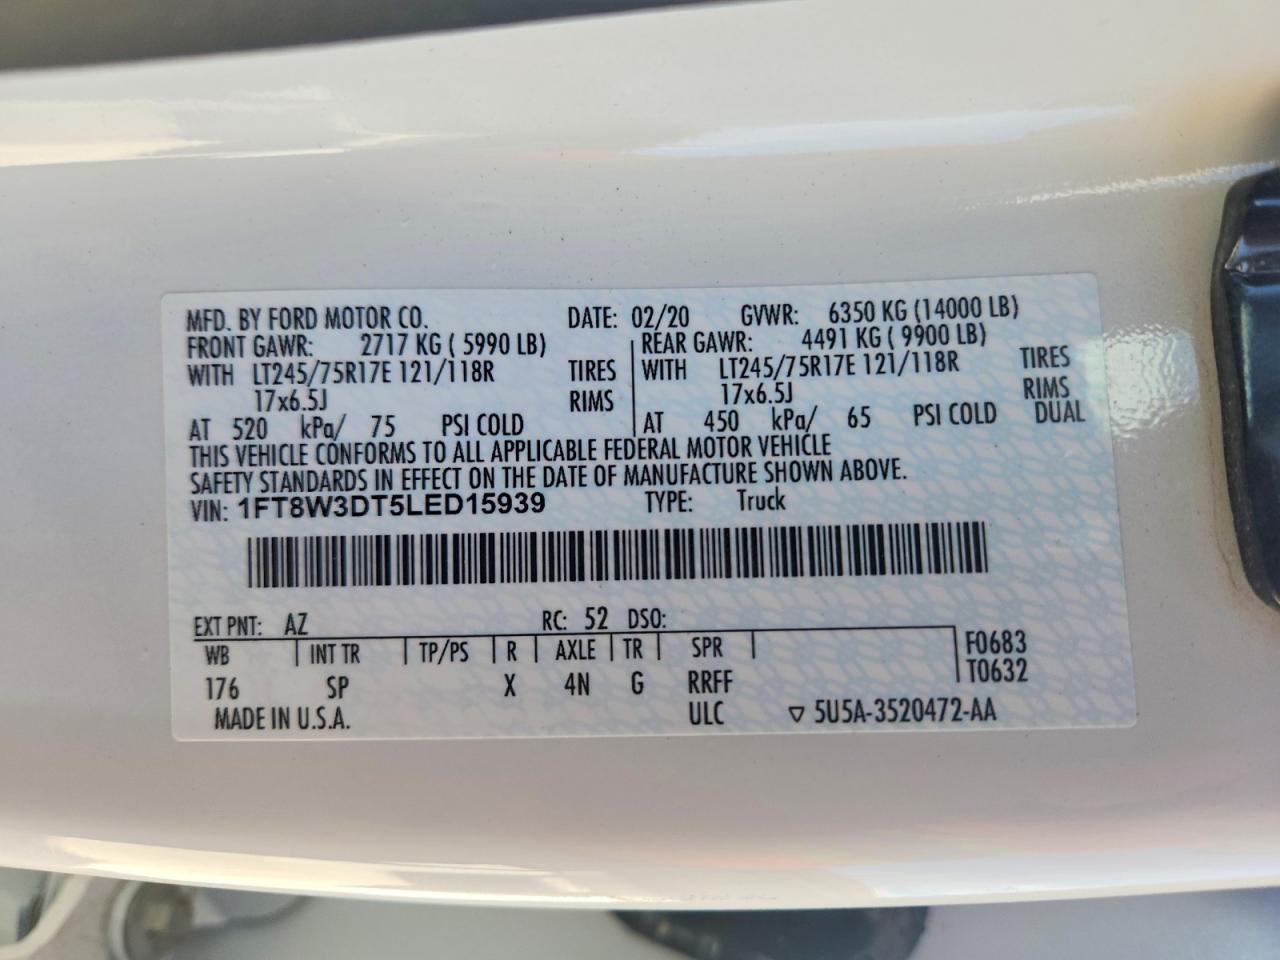 MFD. BY FORD MOTOR CO. DATE: 02/20 GVWR: 6350 KG (14000 LB)
FRONT GAWR: 2717 KG ( 5990 LB) REAR GAWR: 4491 KG ( 9900 LB)
WITH LT245/75R17E 121/118R TIRES WITH LT245/75R17E 121/118R TIRES
17x6.5J RIMS 17x6.5J RIMS
AT 520 kPa/ 75 PSI COLD AT 450 kPa/ 65 PSI COLD DUAL
THIS VEHICLE CONFORMS TO ALL APPLICABLE FEDERAL MOTOR VEHICLE
SAFETY STANDARDS IN EFFECT ON THE DATE OF MANUFACTURE SHOWN ABOVE.
VIN: 1FT8W3DT5LED15939 TYPE: Truck
EXT PNT: AZ RC: 52 DSO:
WB INT TR TP/PS R AXLE TR SPR F0683
176 SP X 4N G RRFF T0632
MADE IN U.S.A. ULC ▽ 5U5A-3520472-AA